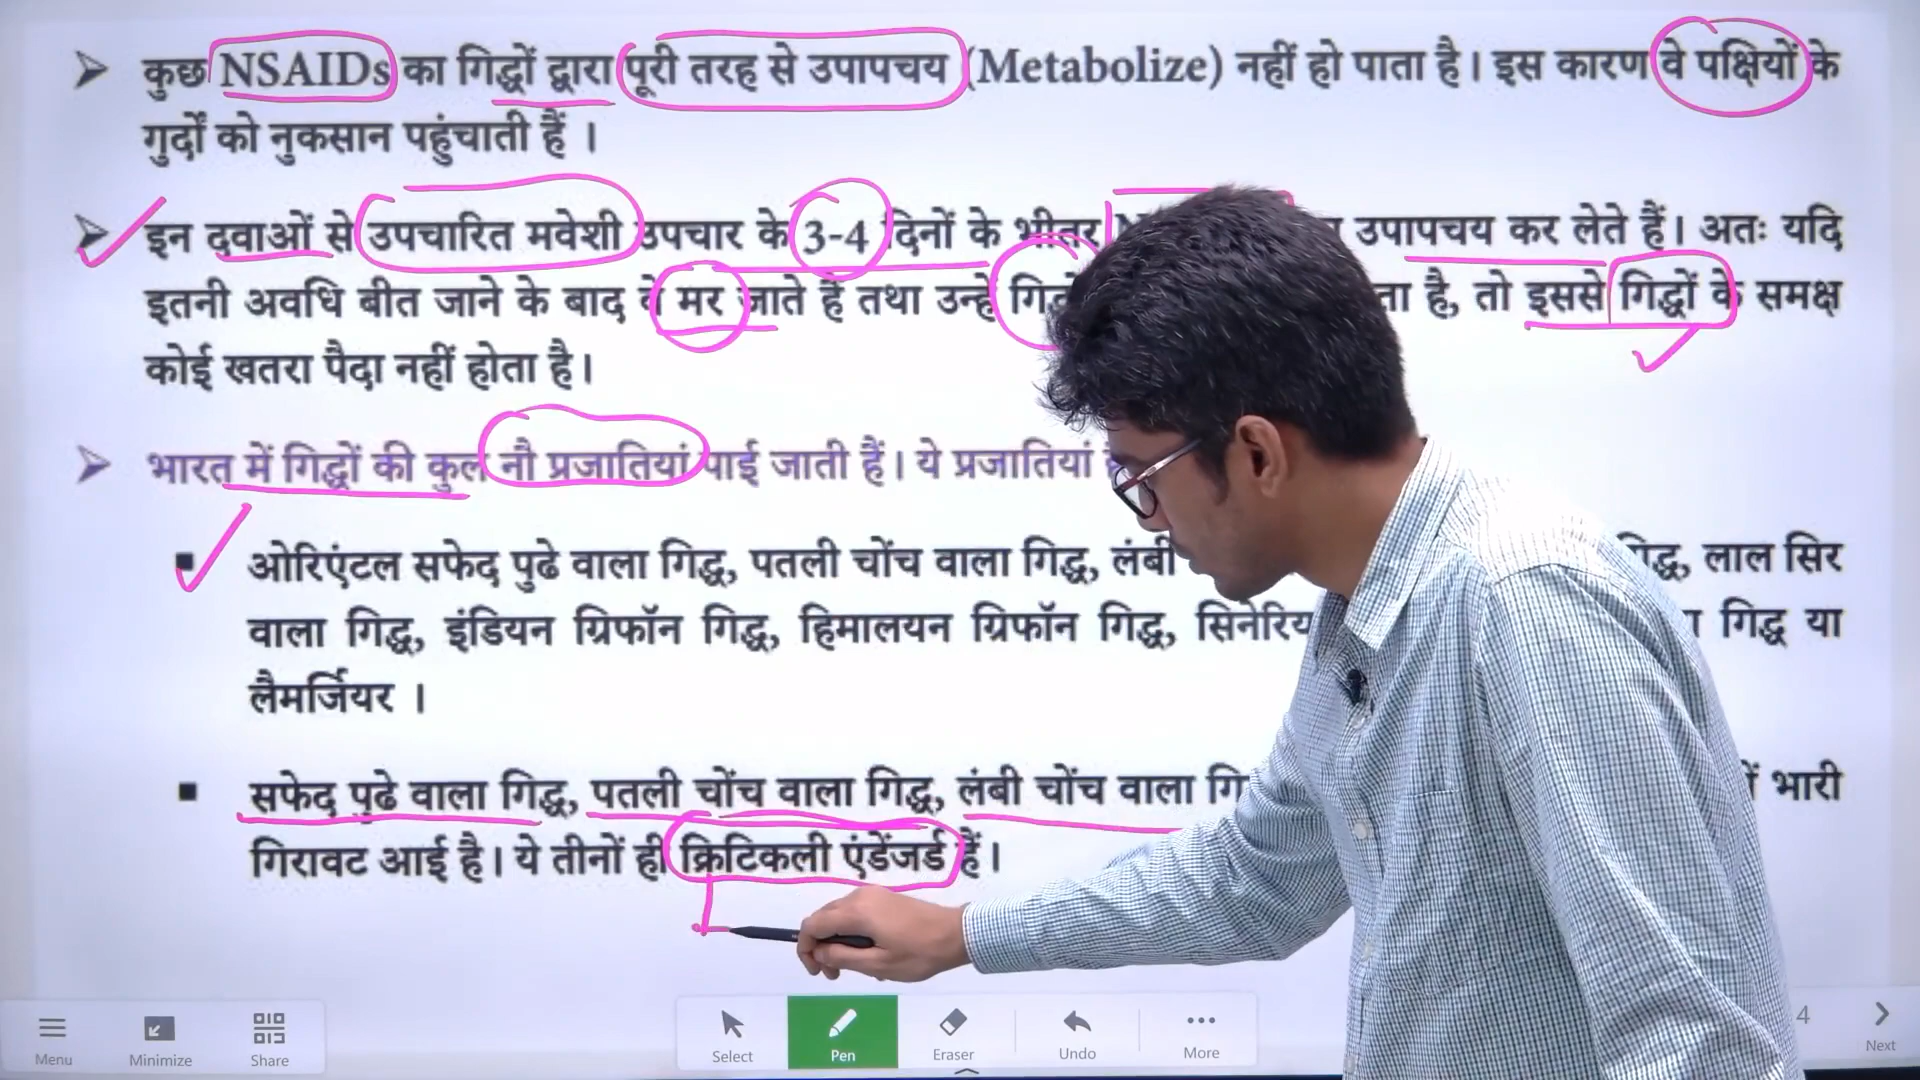 कुछ NSAIDs का गिद्धों द्वारा पूरी तरह से उपापचय (Metabolize) नहीं हो पाता है। इस कारण वे पक्षियों के
गुर्दों को नुकसान पहुंचाती हैं ।
इन दवाओं से उपचारित मवेशी उपचार के 3-4 दिनों के भीतर उपापचय कर लेते हैं। अतः यदि
इतनी अवधि बीत जाने के बाद वे मर जाते हैं तथा उन्हें है, तो इससे गिद्धों के समक्ष
कोई खतरा पैदा नहीं होता है।
भारत में गिद्धों की कुल नौ प्रजातियां पाई जाती हैं। ये प्रजातियां
ओरिएंटल सफेद पुढे वाला गिद्ध, पतली चोंच वाला गिद्ध, लंबी लाल सिर
वाला गिद्ध, इंडियन ग्रिफॉन गिद्ध, हिमालयन ग्रिफॉन गिद्ध, गिद्ध या
लैमर्जियर ।
सफेद पुढे वाला गिद्ध, पतली चोंच वाला गिद्ध, लंबी चोंच वाला भारी
गिरावट आई है। ये तीनों ही क्रिटिकली एंडेंजर्ड हैं।
Menu Minimize Share Select Pen Eraser Undo More 4 Next